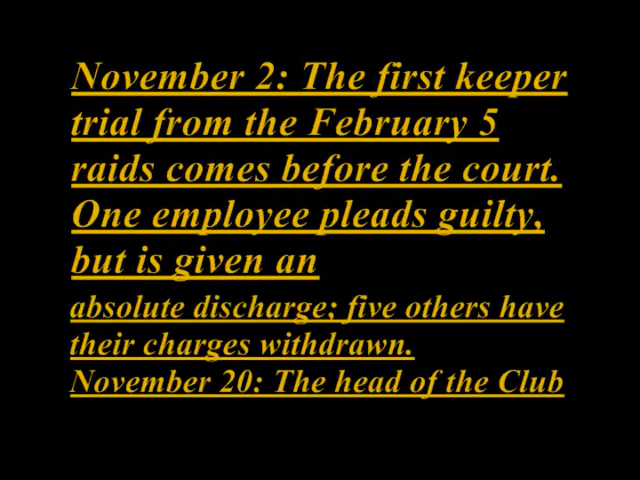 November 2: The first keeper
trial from the February 5
raids comes before the court.
One employee pleads guilty,
but is given an
absolute discharge; five others have
their charges withdrawn.
November 20: The head of the Club